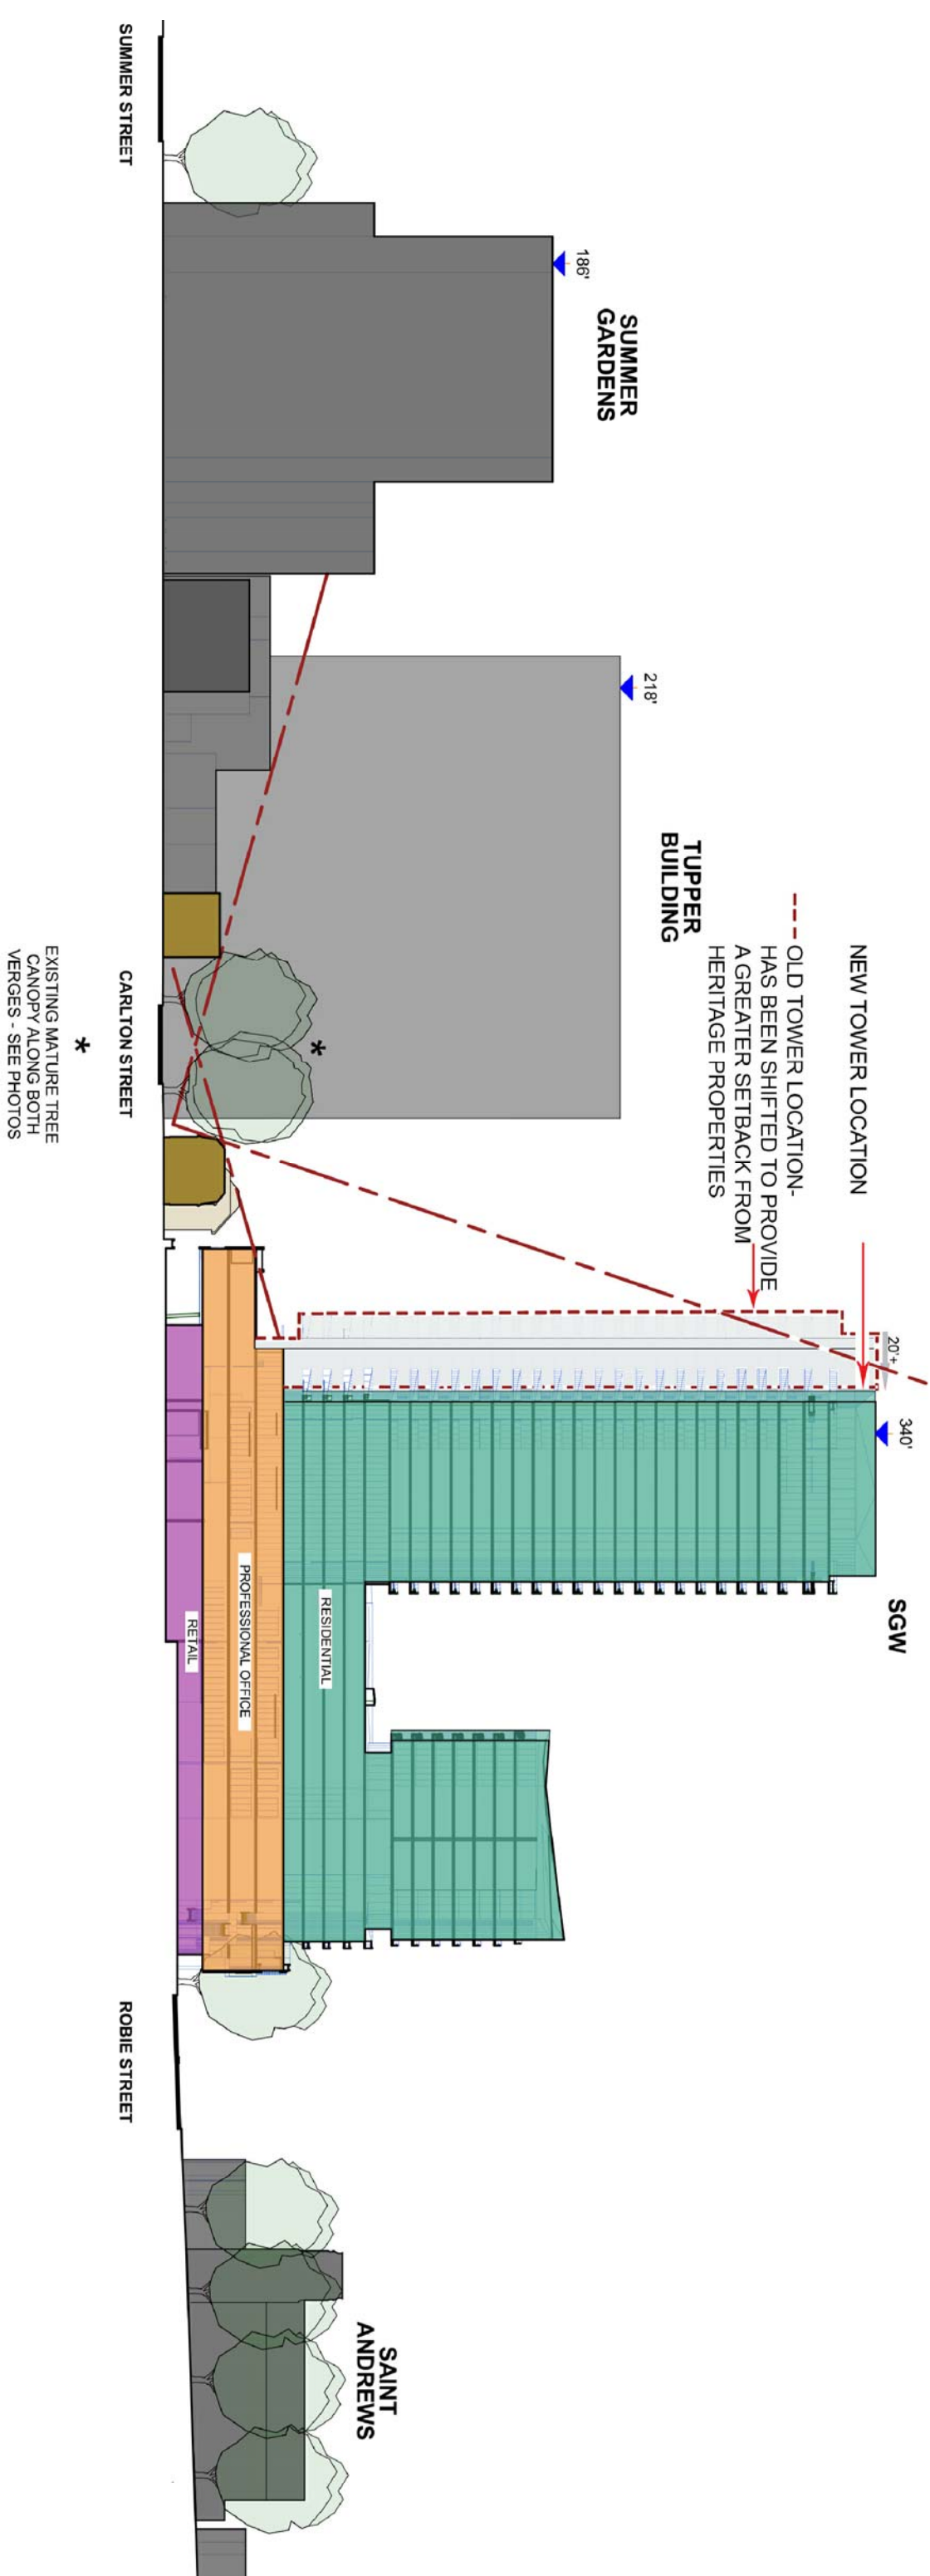 SUMMER STREET
186'
SUMMER
GARDENS
218'
TUPPER
BUILDING
NEW TOWER LOCATION
OLD TOWER LOCATION-
HAS BEEN SHIFTED TO PROVIDE
A GREATER SETBACK FROM
HERITAGE PROPERTIES
*
CARLTON STREET
*
EXISTING MATURE TREE
CANOPY ALONG BOTH
VERGES - SEE PHOTOS
20'+
340'
SGW
RESIDENTIAL
PROFESSIONAL OFFICE
RETAIL
ROBIE STREET
SAINT
ANDREWS